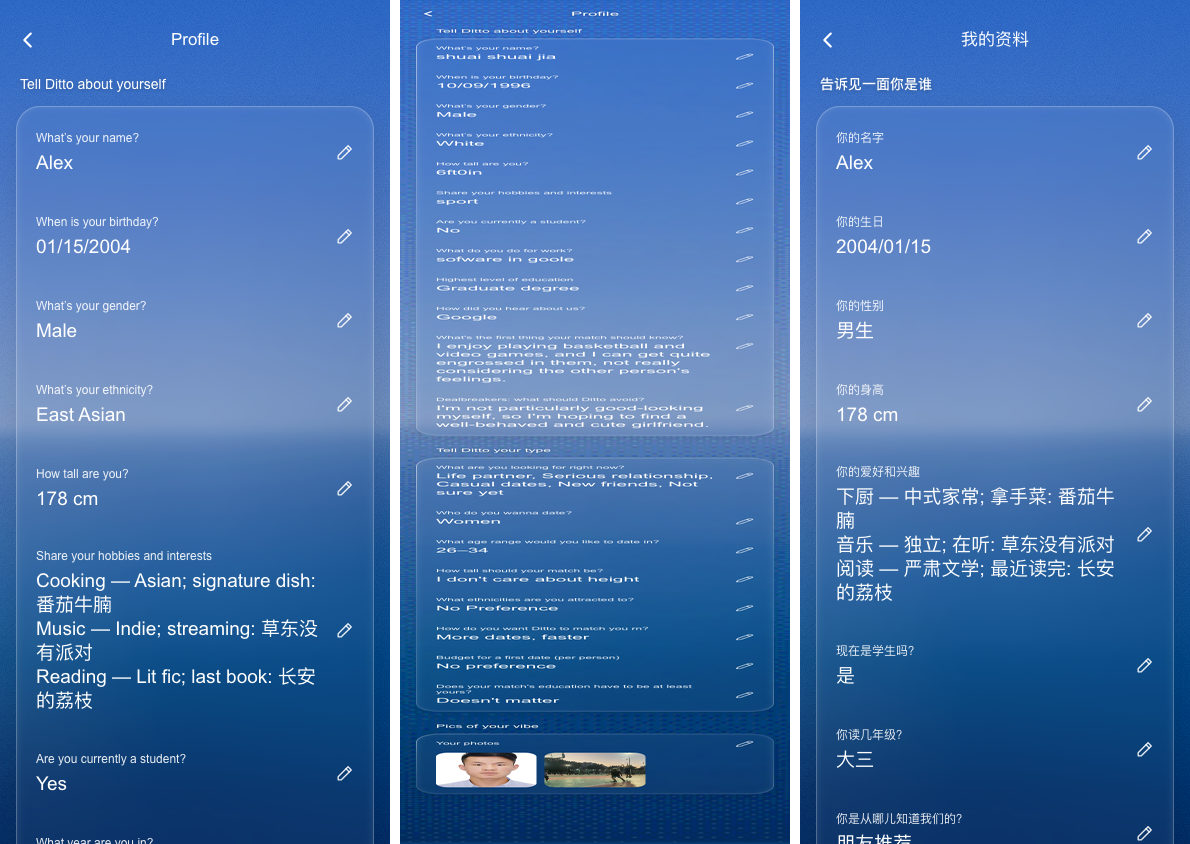 Profile
Tell Ditto about yourself
What's your name?
Alex
When is your birthday?
01/15/2004
What's your gender?
Male
What's your ethnicity?
East Asian
How tall are you?
178 cm
Share your hobbies and interests
Cooking — Asian; signature dish:
番茄牛腩
Music — Indie; streaming: 草东没
有派对
Reading — Lit fic; last book: 长安
的荔枝
Are you currently a student?
Yes
What year are you in?
Profile
Tell Ditto about yourself
What's your name?
shuai shuai jia
When is your birthday?
10/09/1996
What's your gender?
Male
What's your ethnicity?
White
How tall are you?
6ft0in
Share your hobbies and interests
sport
Are you currently a student?
No
What do you do for work?
sofware in goole
Highest level of education
Graduate degree
How did you hear about us?
Google
What's the first thing your match should know?
I enjoy playing basketball and
video games, and I can get quite
engrossed in them, not really
considering the other person's
feelings.
Dealbreakers: what should Ditto avoid?
I'm not particularly good-looking
myself, so I'm hoping to find a
well-behaved and cute girlfriend.
Tell Ditto your type
What are you looking for right now?
Life partner, Serious relationship,
Casual dates, New friends, Not
sure yet
Who do you wanna date?
Women
What age range would you like to date in?
26–34
How tall should your match be?
I don't care about height
What ethnicities are you attracted to?
No Preference
How do you want Ditto to match you rn?
More dates, faster
Budget for a first date (per person)
No preference
Does your match's education have to be at least
yours?
Doesn't matter
Pics of your vibe
Your photos
我的资料
告诉见一面你是谁
你的名字
Alex
你的生日
2004/01/15
你的性别
男生
你的身高
178 cm
你的爱好和兴趣
下厨 — 中式家常; 拿手菜: 番茄牛
腩
音乐 — 独立; 在听: 草东没有派对
阅读 — 严肃文学; 最近读完: 长安
的荔枝
现在是学生吗?
是
你读几年级?
大三
你是从哪儿知道我们的?
朋友推荐